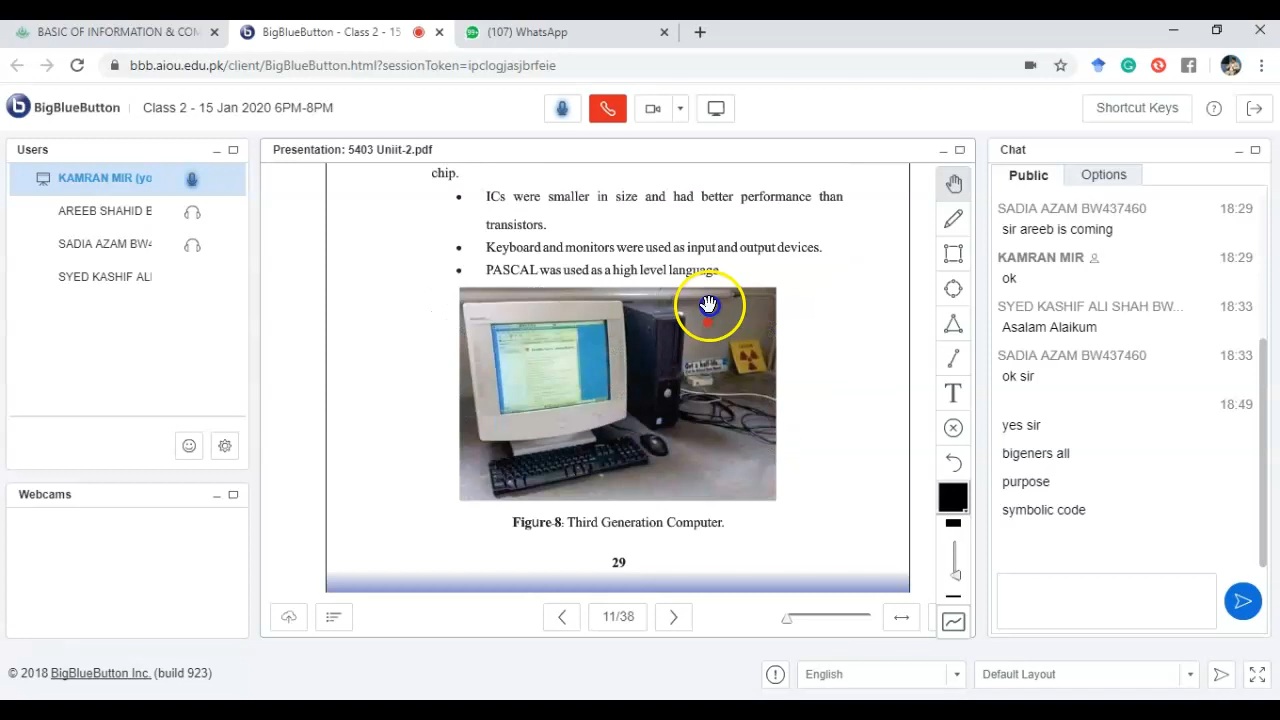 BASIC OF INFORMATION & COM
BigBlueButton - Class 2 - 15
(107) WhatsApp
bbb.aiou.edu.pk/client/BigBlueButton.html?sessionToken=ipclogjasjbrfeie
BigBlueButton
Class 2 - 15 Jan 2020 6PM-8PM
Shortcut Keys
Users
KAMRAN MIR (yo
AREEB SHAHID B
SADIA AZAM BW4
SYED KASHIF ALI
Webcams
Presentation: 5403 Uniit-2.pdf
chip.
• ICs were smaller in size and had better performance than
transistors.
• Keyboard and monitors were used as input and output devices.
• PASCAL was used as a high level language.
Figure-8: Third Generation Computer.
29
11/38
T
Chat
Public
Options
SADIA AZAM BW437460 18:29
sir areeb is coming
KAMRAN MIR 18:29
ok
SYED KASHIF ALI SHAH BW... 18:33
Asalam Alaikum
SADIA AZAM BW437460 18:33
ok sir
18:49
yes sir
bigeners all
purpose
symbolic code
© 2018 BigBlueButton Inc. (build 923)
English
Default Layout